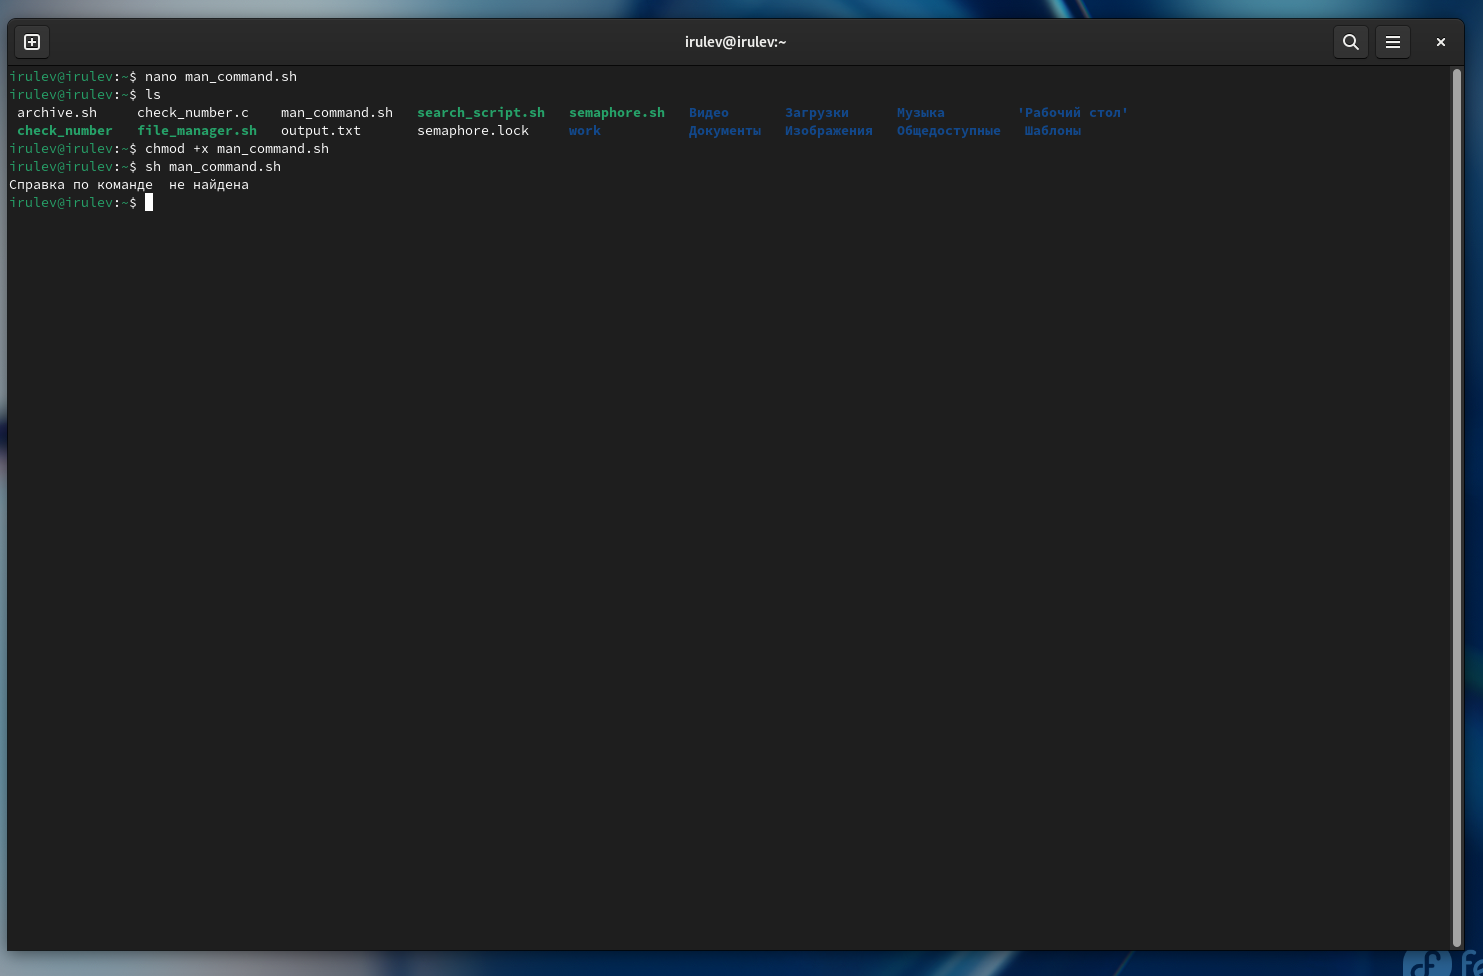 irulev@irulev:~
irulev@irulev:~$ nano man_command.sh
irulev@irulev:~$ ls
archive.sh check_number.c man_command.sh search_script.sh semaphore.sh Видео Загрузки Музыка 'Рабочий стол'
check_number file_manager.sh output.txt semaphore.lock work Документы Изображения Общедоступные Шаблоны
irulev@irulev:~$ chmod +x man_command.sh
irulev@irulev:~$ sh man_command.sh
Справка по команде  не найдена
irulev@irulev:~$